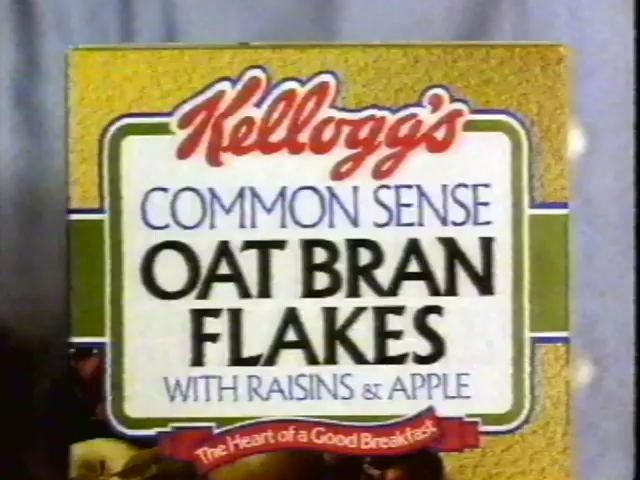 Kellogg's
COMMON SENSE
OAT BRAN
FLAKES
WITH RAISINS & APPLE
The Heart of a Good Breakfast